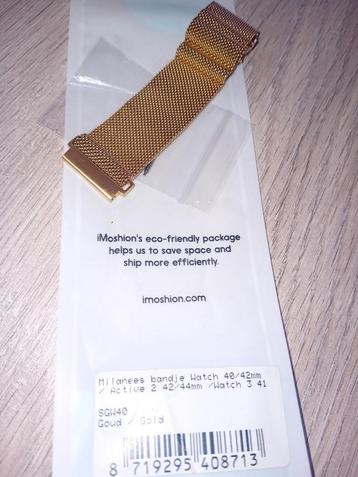 iMoshion's eco-friendly package
helps us to save space and
ship more efficiently.
imoshion.com
Milanees bandje Watch 40/42mm
/ Active 2 42/44mm /Watch 3 41
SGW40
Goud / Gold
8 719295 408713